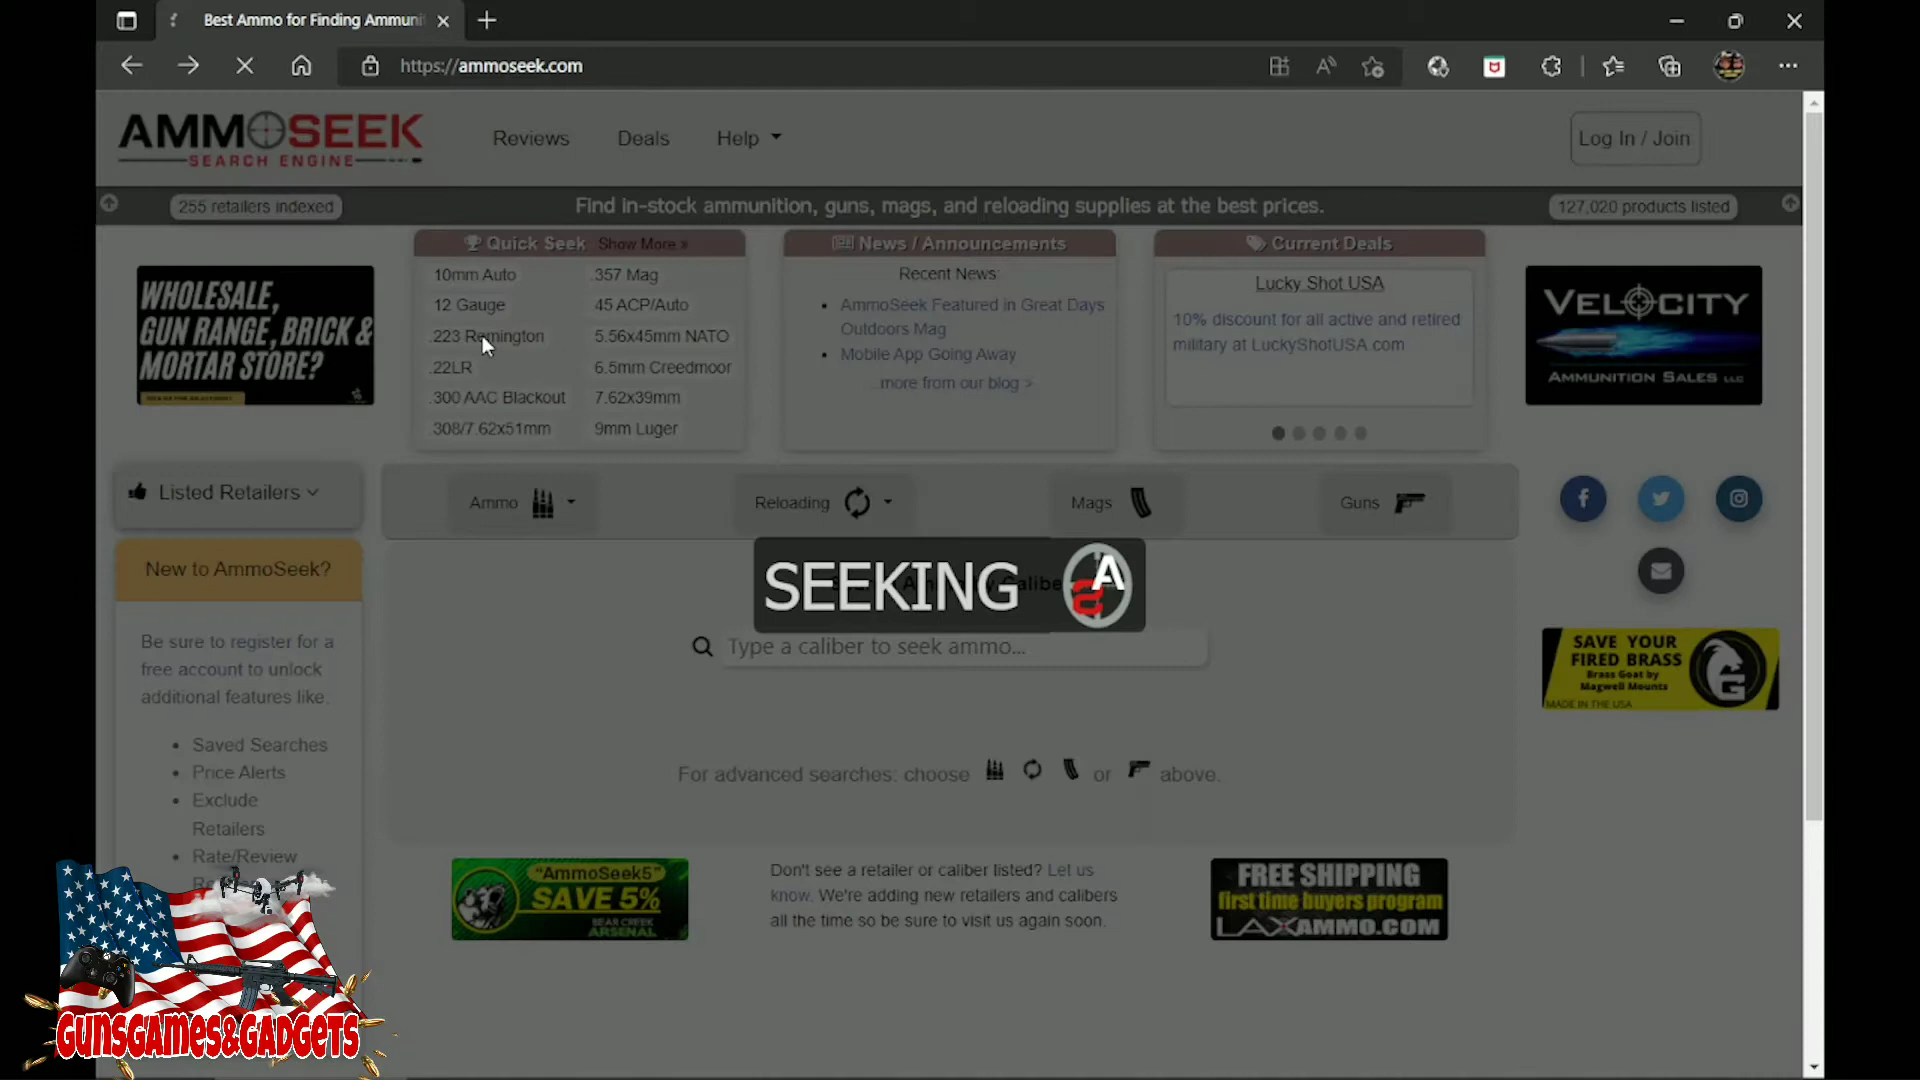 Best Ammo for Finding Ammuni
https://ammoseek.com
AMMOSEEK
SEARCH ENGINE
Reviews
Deals
Help
Log In / Join
255 retailers indexed
Find in-stock ammunition, guns, mags, and reloading supplies at the best prices.
127,020 products listed
WHOLESALE,
GUN RANGE, BRICK &
MORTAR STORE?
Quick Seek Show More »
10mm Auto
.357 Mag
12 Gauge
45 ACP/Auto
.223 Remington
5.56x45mm NATO
.22LR
6.5mm Creedmoor
.300 AAC Blackout
7.62x39mm
.308/7.62x51mm
9mm Luger
News / Announcements
Recent News:
• AmmoSeek Featured in Great Days
Outdoors Mag
• Mobile App Going Away
...more from our blog >
Current Deals
Lucky Shot USA
10% discount for all active and retired
military at LuckyShotUSA.com
VELOCITY
AMMUNITION SALES LLC
Listed Retailers
Ammo
Reloading
Mags
Guns
New to AmmoSeek?
Be sure to register for a
free account to unlock
additional features like:
• Saved Searches
• Price Alerts
• Exclude
Retailers
• Rate/Review
SEEKING
Type a caliber to seek ammo...
For advanced searches: choose or above.
SAVE YOUR
FIRED BRASS
Brass Goat by
Magwell Mounts
MADE IN THE USA
"AmmoSeek5"
SAVE 5%
BEAR CREEK
ARSENAL
Don't see a retailer or caliber listed? Let us
know. We're adding new retailers and calibers
all the time so be sure to visit us again soon.
FREE SHIPPING
first time buyers program
LAXAMMO.COM
GUNSGAMES&GADGETS